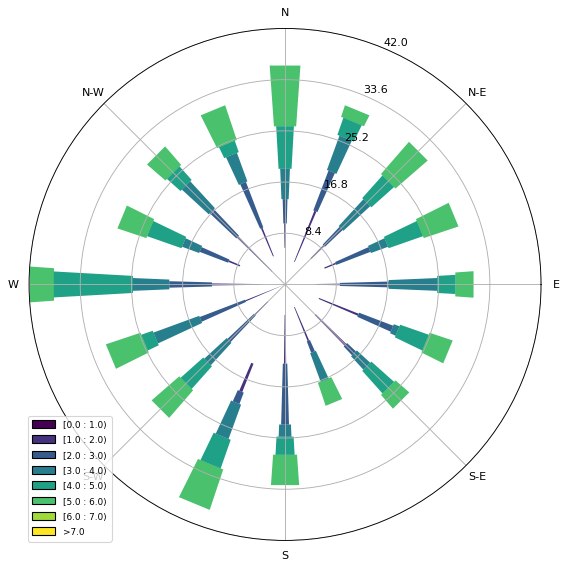 N
42.0
N-W
33.6
N-E
25.2
16.8
8.4
W
E
[0.0 : 1.0)
[1.0 : 2.0)
[2.0 : 3.0)
[3.0 : 4.0)
[4.0 : 5.0)
[5.0 : 6.0)
[6.0 : 7.0)
>7.0
S-W
S-E
S